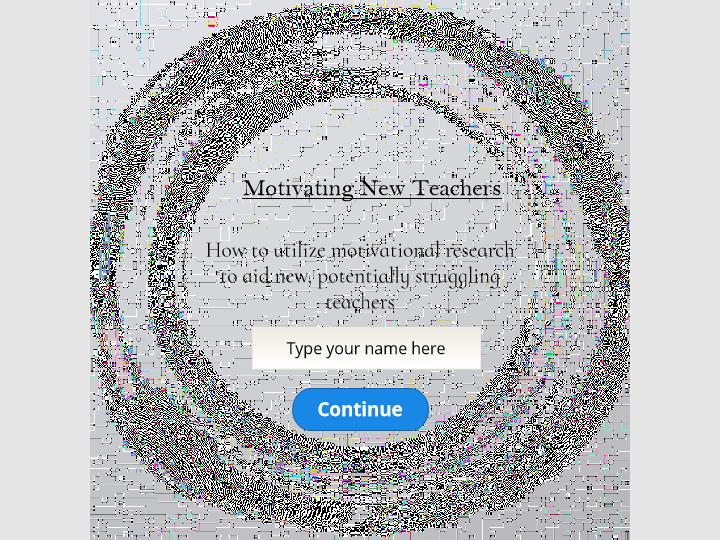 Motivating New Teachers
How to utilize motivational research
to aid new, potentially struggling
teachers
Type your name here
Continue